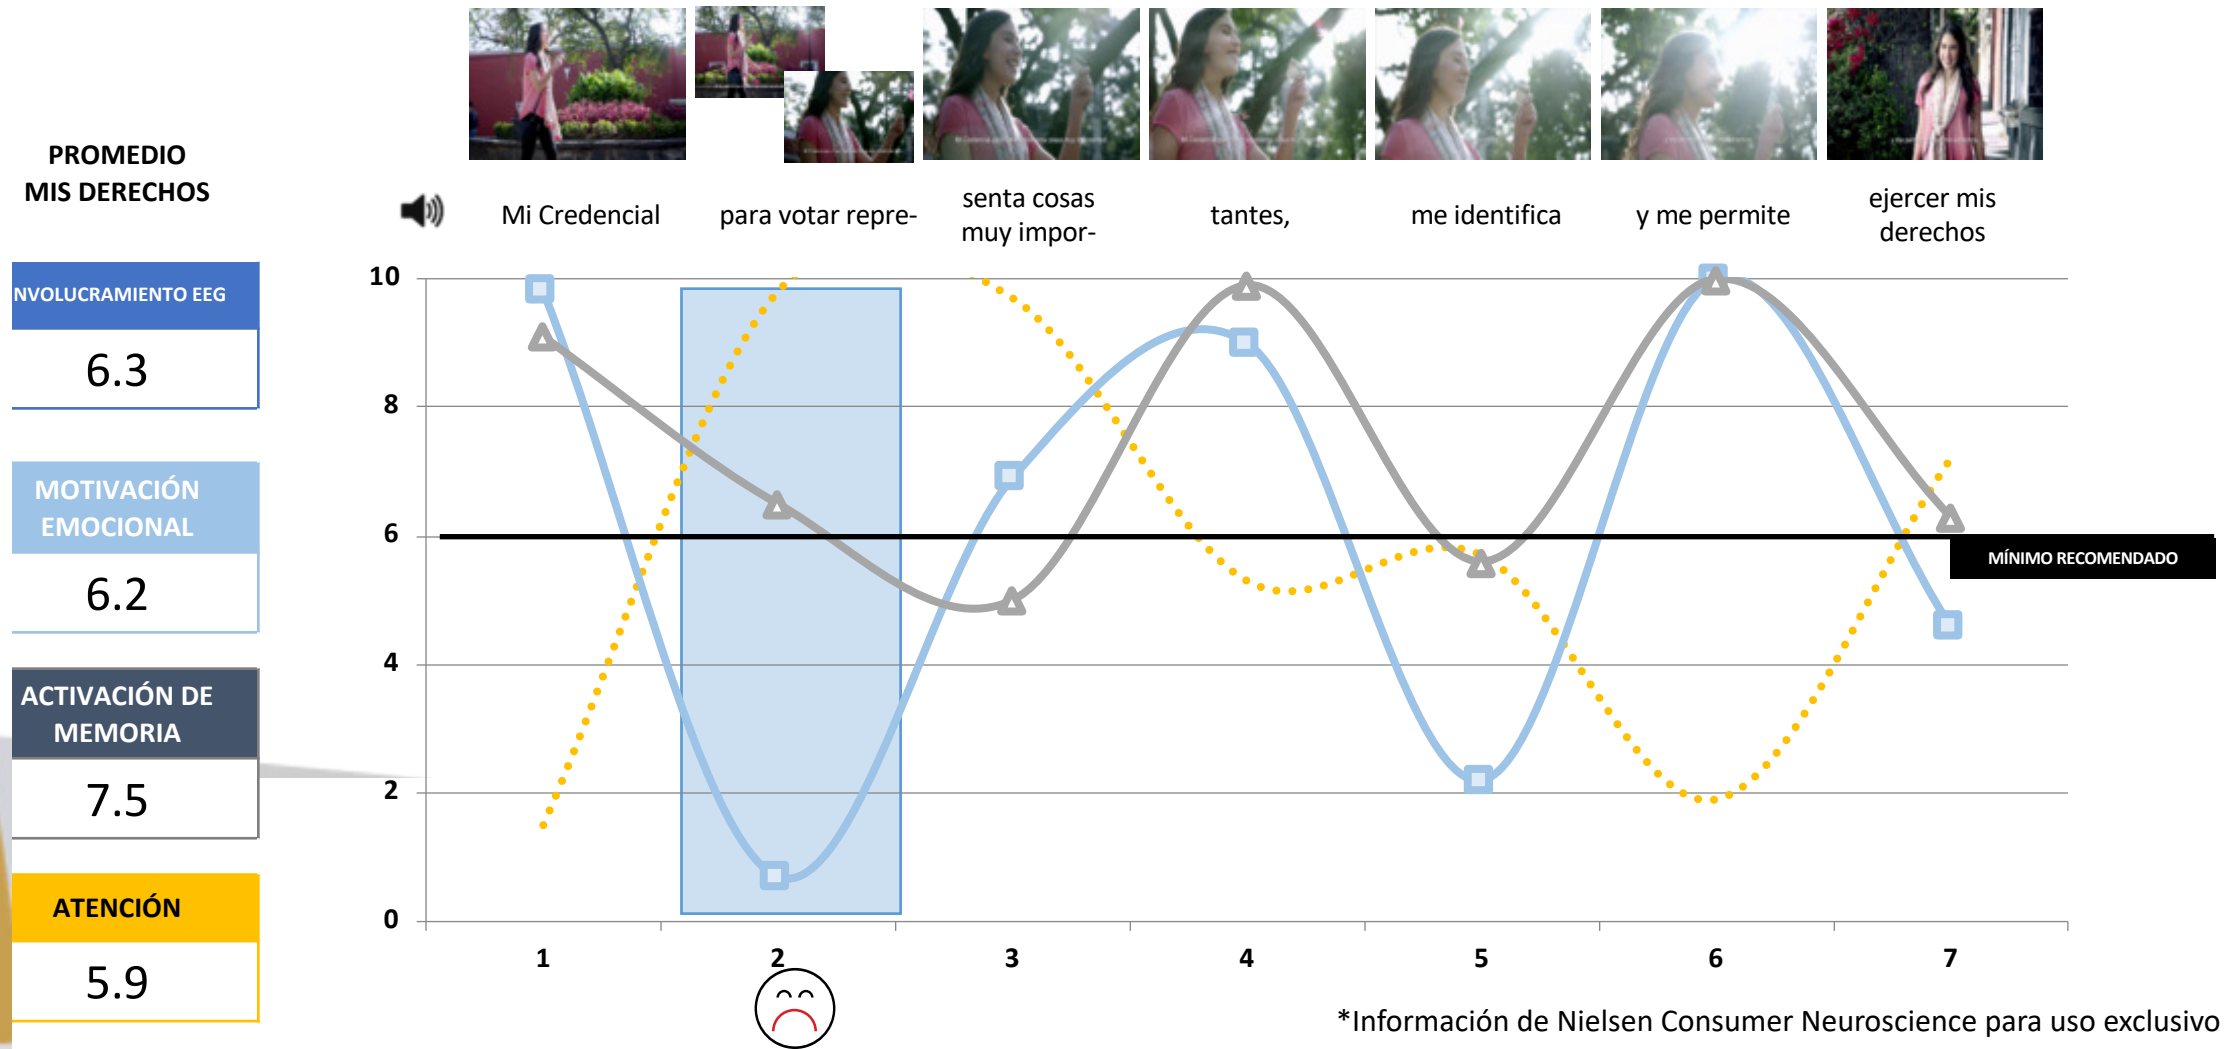 PROMEDIO
MIS DERECHOS
Mi Credencial
para votar repre-
senta cosas
muy impor-
tantes,
me identifica
y me permite
ejercer mis
derechos
NVOLUCRAMIENTO EEG
6.3
MOTIVACIÓN
EMOCIONAL
6.2
ACTIVACIÓN DE
MEMORIA
7.5
ATENCIÓN
5.9
10
8
6
4
2
0
MÍNIMO RECOMENDADO
1
2
3
4
5
6
7
*Información de Nielsen Consumer Neuroscience para uso exclusivo